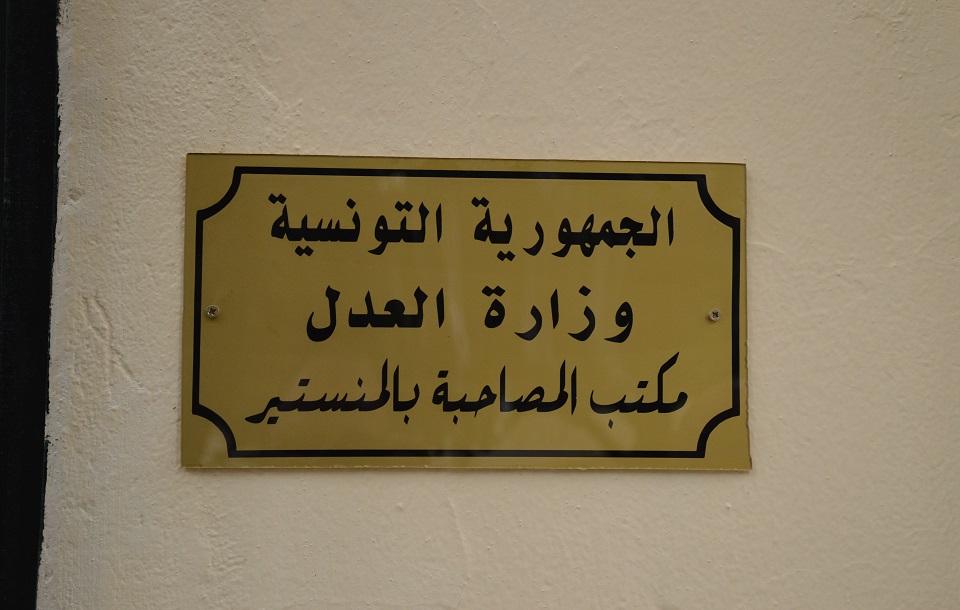 الجمهورية التونسية
وزارة العدل
مكتب المصاحبة بالمنستير